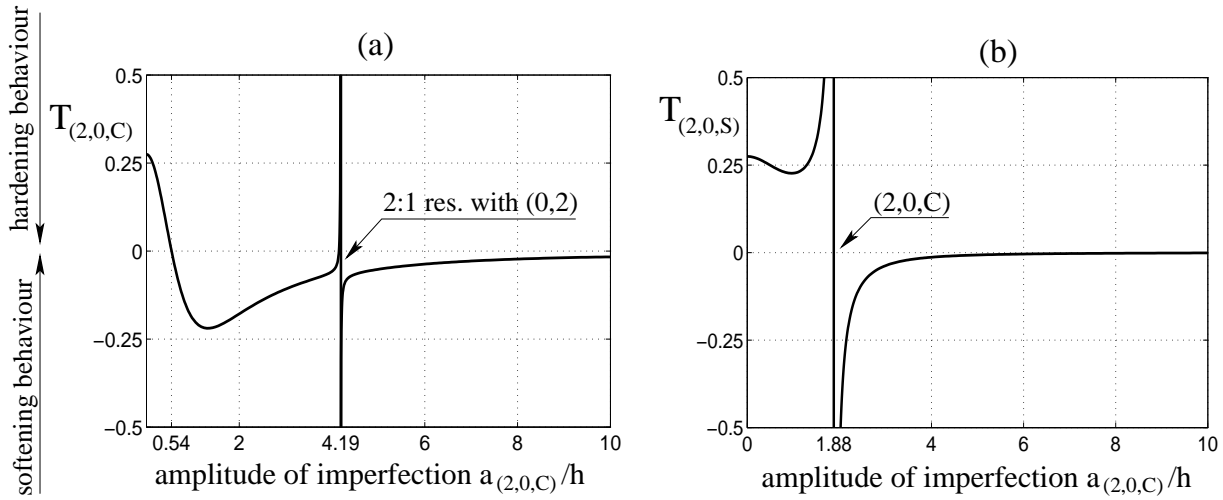 hardening behaviour
softening behaviour
(a)
T(2,0,C)
0.5
0.25
0
−0.25
−0.5
2:1 res. with (0,2)
0 0.54 2 4.19 6 8 10
amplitude of imperfection a(2,0,C)/h
(b)
T(2,0,S)
0.5
0.25
0
−0.25
−0.5
(2,0,C)
0 1.88 4 6 8 10
amplitude of imperfection a(2,0,C)/h